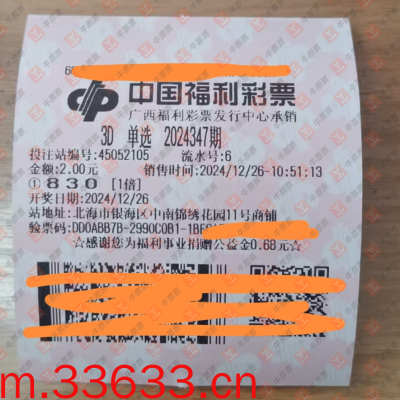 中国福利彩票
广西福利彩票发行中心承销
3D 单选 2024347期
投注站编号:45052105 流水号:6
金额:2.00元 销售时间:2024/12/26-10:51:13
①830 [1倍]
开奖日期:2024/12/26
站地址:北海市银海区中南锦绣花园11号商铺
验票码:DD0ABB7B-2990C0B1-1B
☆感谢您为福利事业捐赠公益金0.68元☆
m.33633.cn